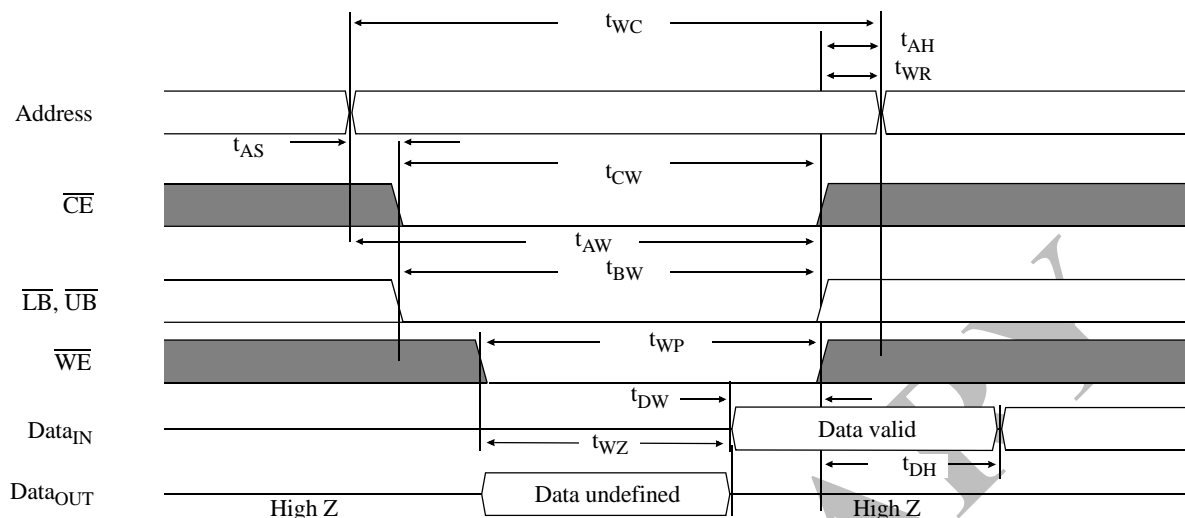 tWC
tAH
tWR
Address
tAS
tCW
CE
tAW
tBW
LB, UB
tWP
WE
tDW
DataIN
Data valid
tWZ
tDH
DataOUT
Data undefined
High Z
High Z